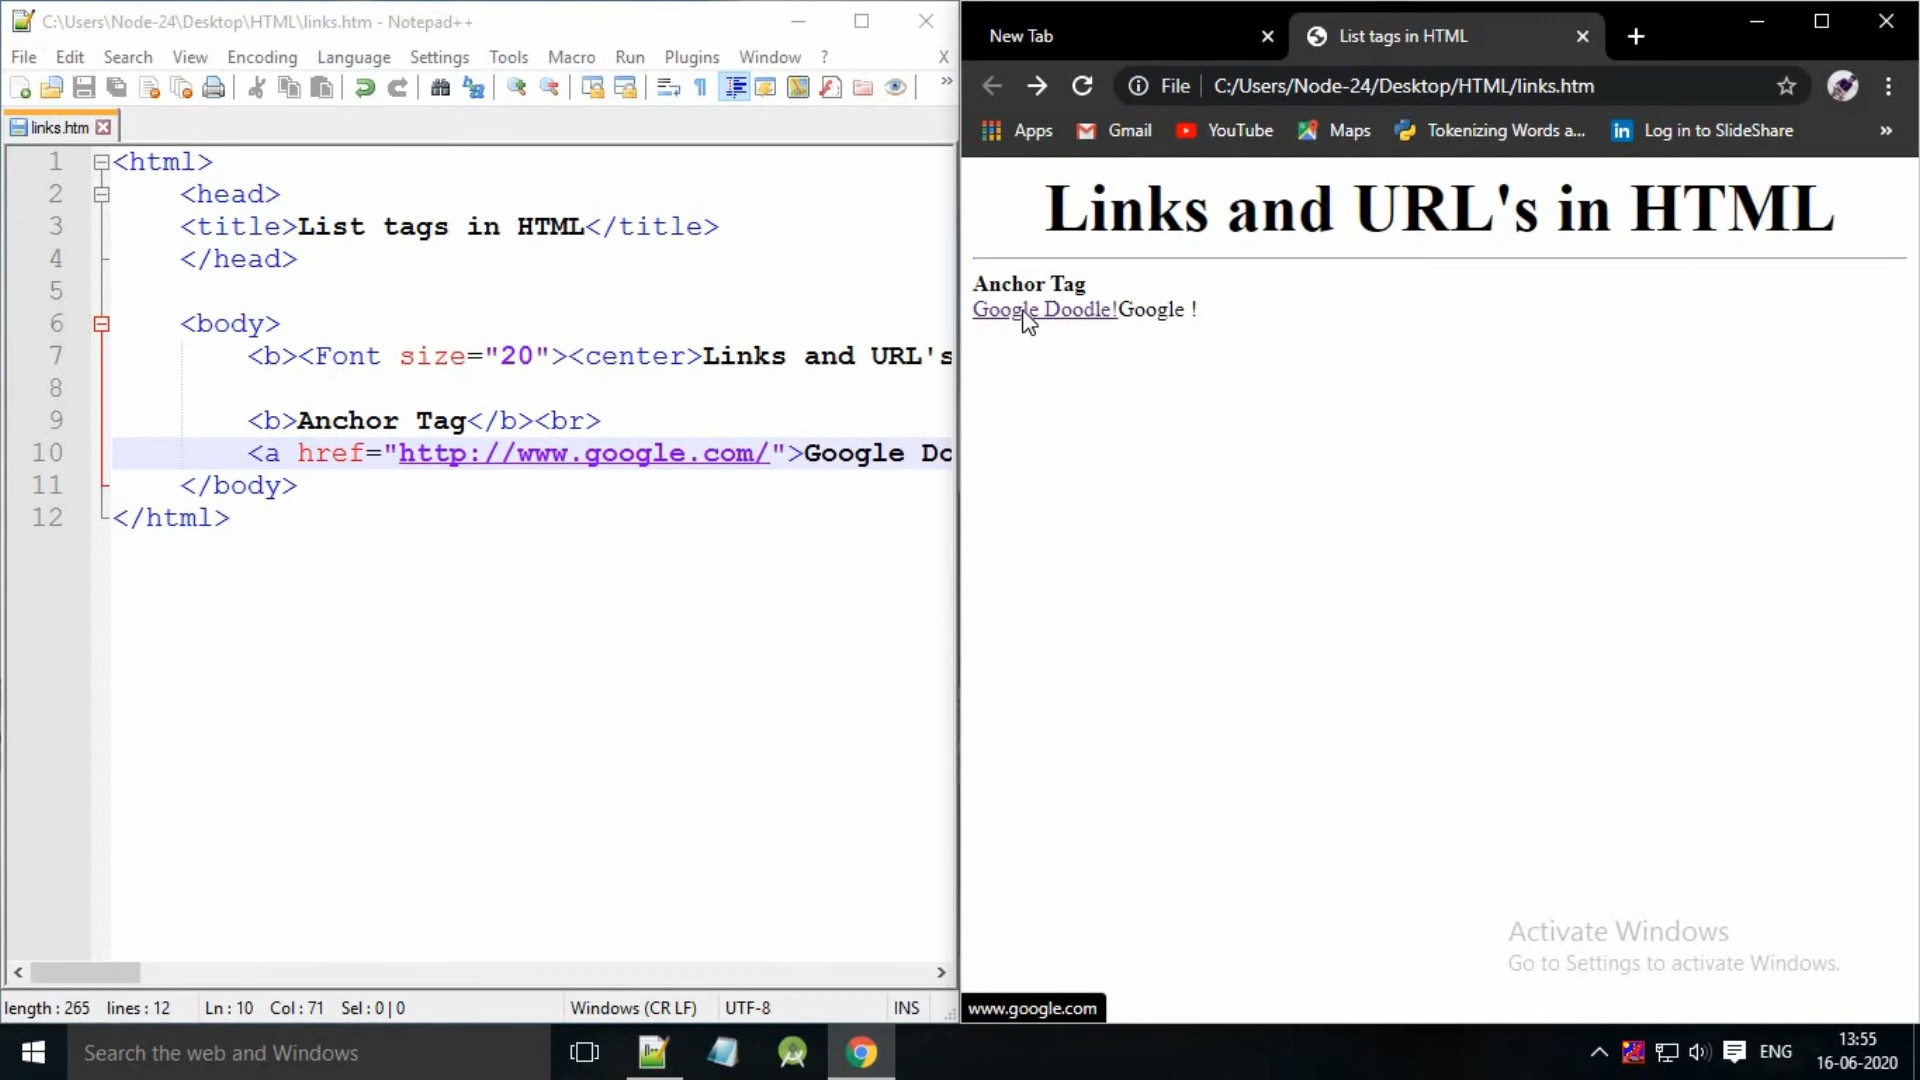 C:\Users\Node-24\Desktop\HTML\links.htm - Notepad++
File Edit Search View Encoding Language Settings Tools Macro Run Plugins Window ? X
links.htm
1 <html>
2 <head>
3 <title>List tags in HTML</title>
4 </head>
5
6 <body>
7 <b><Font size="20"><center>Links and URL's
8
9 <b>Anchor Tag</b><br>
10 <a href="http://www.google.com/">Google Do
11 </body>
12 </html>
length : 265 lines : 12 Ln : 10 Col : 71 Sel : 0 | 0 Windows (CR LF) UTF-8 INS
New Tab
List tags in HTML
File C:/Users/Node-24/Desktop/HTML/links.htm
Apps Gmail YouTube Maps Tokenizing Words a... in Log in to SlideShare »
Links and URL's in HTML
Anchor Tag
Google Doodle!Google !
Activate Windows
Go to Settings to activate Windows.
www.google.com
Search the web and Windows
ENG
13:55
16-06-2020